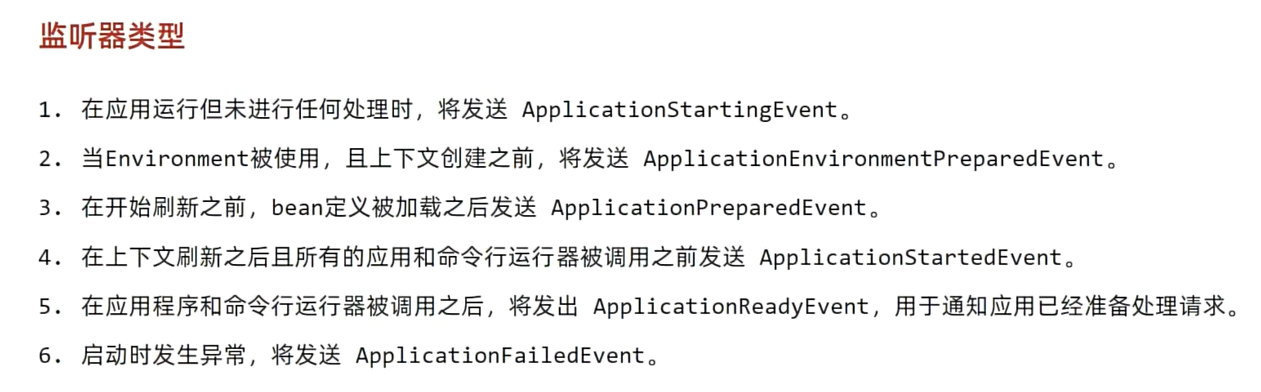 监听器类型
1. 在应用运行但未进行任何处理时，将发送 ApplicationStartingEvent。
2. 当Environment被使用，且上下文创建之前，将发送 ApplicationEnvironmentPreparedEvent。
3. 在开始刷新之前，bean定义被加载之后发送 ApplicationPreparedEvent。
4. 在上下文刷新之后且所有的应用和命令行运行器被调用之前发送 ApplicationStartedEvent。
5. 在应用程序和命令行运行器被调用之后，将发出 ApplicationReadyEvent，用于通知应用已经准备处理请求。
6. 启动时发生异常，将发送 ApplicationFailedEvent。